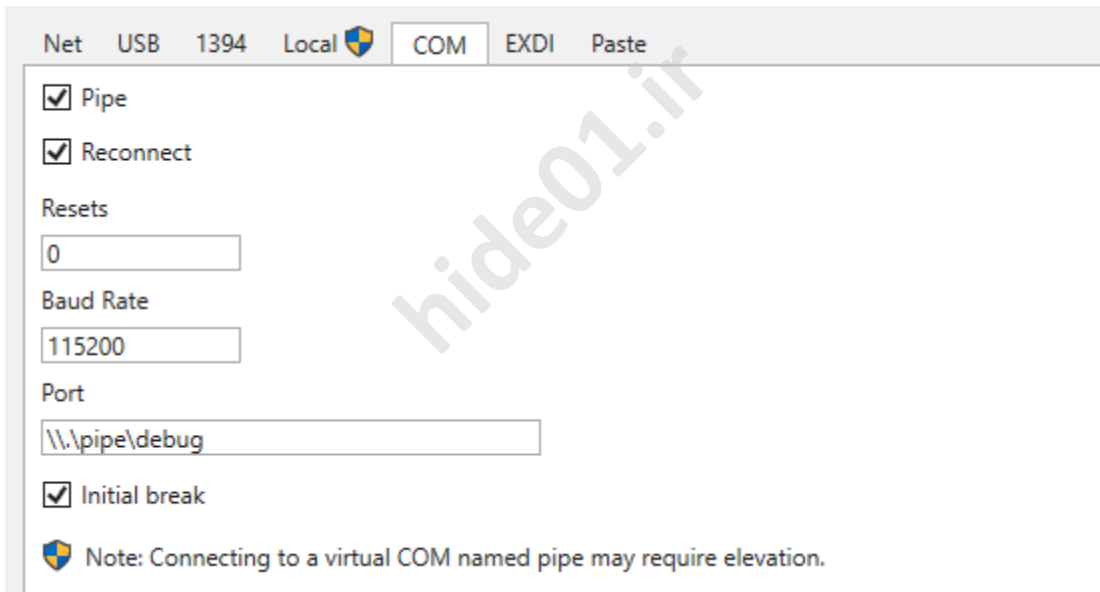 Net USB 1394 Local COM EXDI Paste
Pipe
Reconnect
Resets
0
Baud Rate
115200
Port
\\.\pipe\debug
Initial break
Note: Connecting to a virtual COM named pipe may require elevation.
hide01.ir